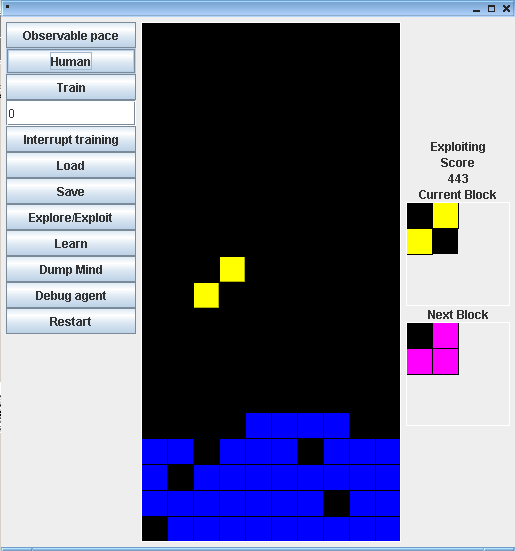 Observable pace
Human
Train
0
Interrupt training
Load
Save
Explore/Exploit
Learn
Dump Mind
Debug agent
Restart
Exploiting
Score
443
Current Block
Next Block